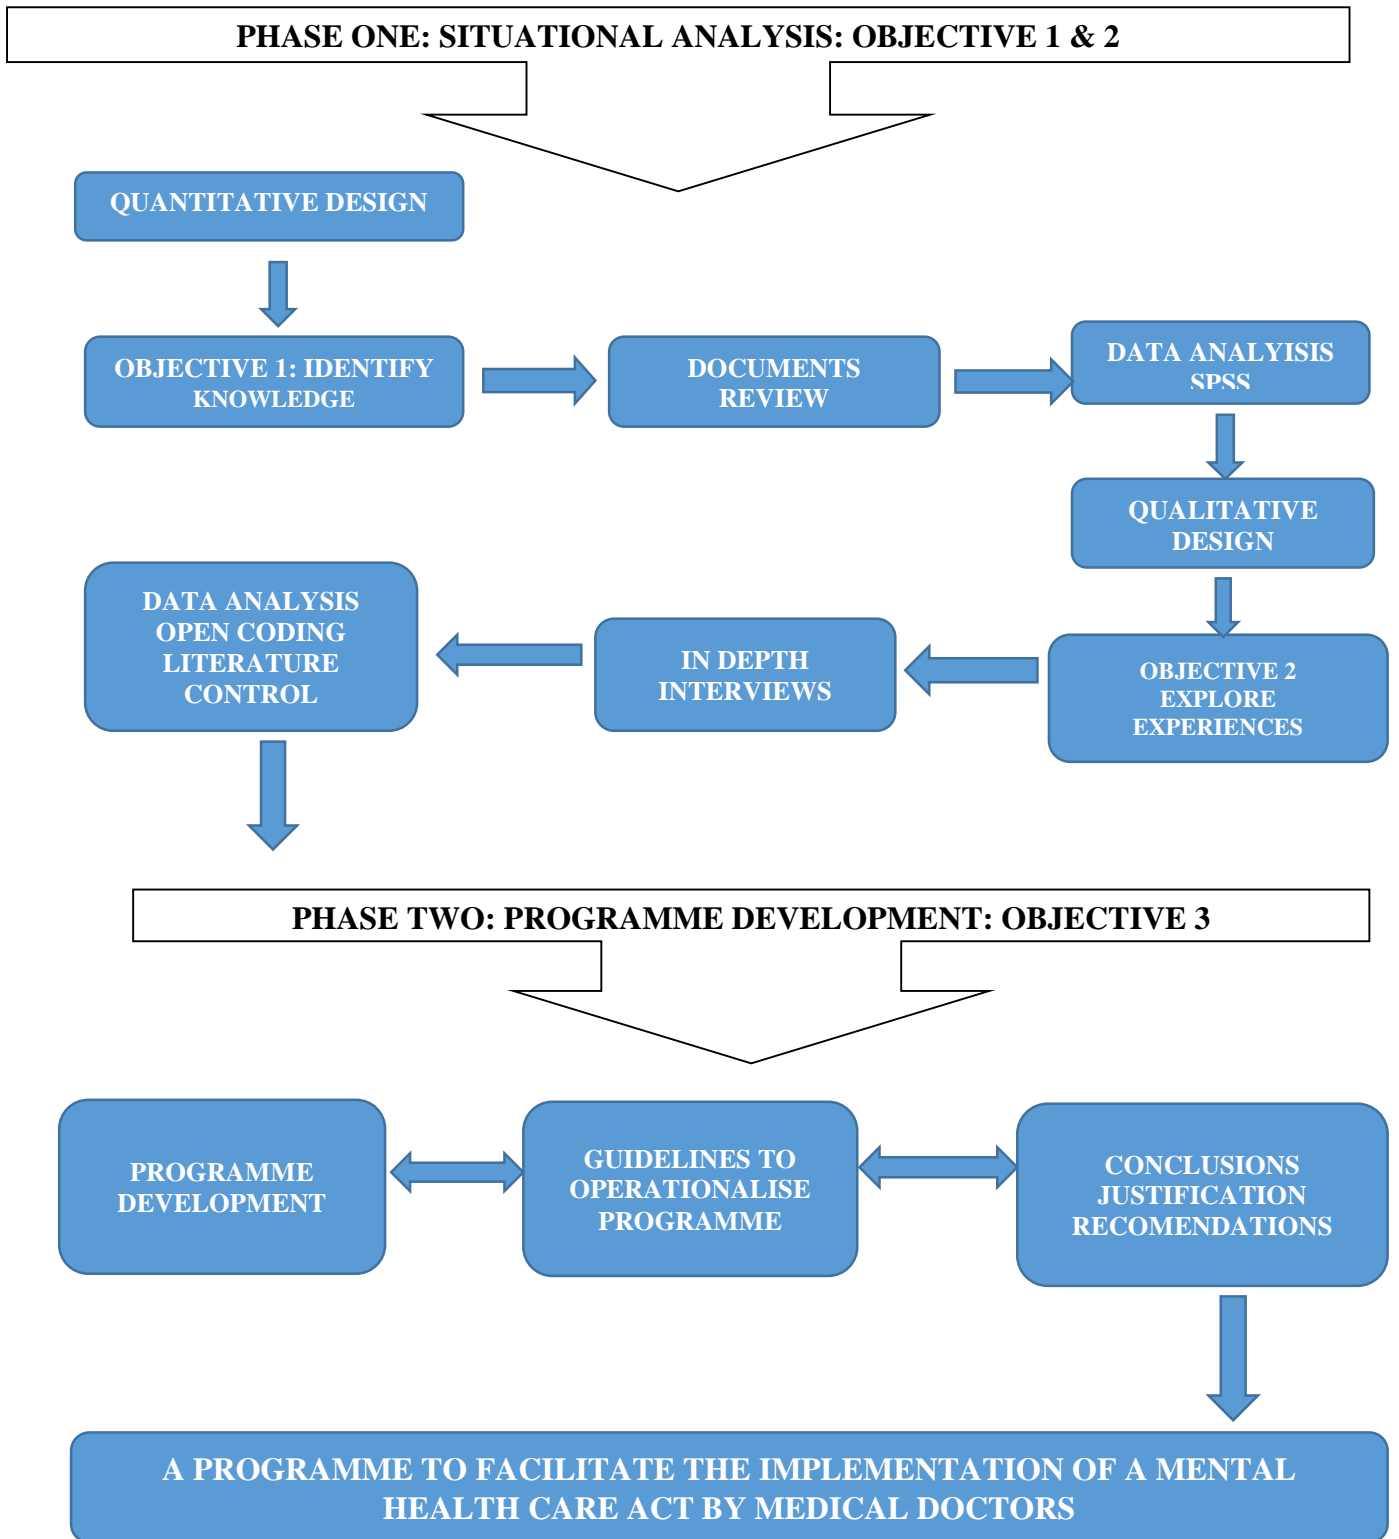 PHASE ONE: SITUATIONAL ANALYSIS: OBJECTIVE 1 & 2
QUANTITATIVE DESIGN
OBJECTIVE 1: IDENTIFY
KNOWLEDGE
DOCUMENTS
REVIEW
DATA ANALYISIS
SPSS
QUALITATIVE
DESIGN
OBJECTIVE 2
EXPLORE
EXPERIENCES
IN DEPTH
INTERVIEWS
DATA ANALYSIS
OPEN CODING
LITERATURE
CONTROL
PHASE TWO: PROGRAMME DEVELOPMENT: OBJECTIVE 3
PROGRAMME
DEVELOPMENT
GUIDELINES TO
OPERATIONALISE
PROGRAMME
CONCLUSIONS
JUSTIFICATION
RECOMENDATIONS
A PROGRAMME TO FACILITATE THE IMPLEMENTATION OF A MENTAL
HEALTH CARE ACT BY MEDICAL DOCTORS